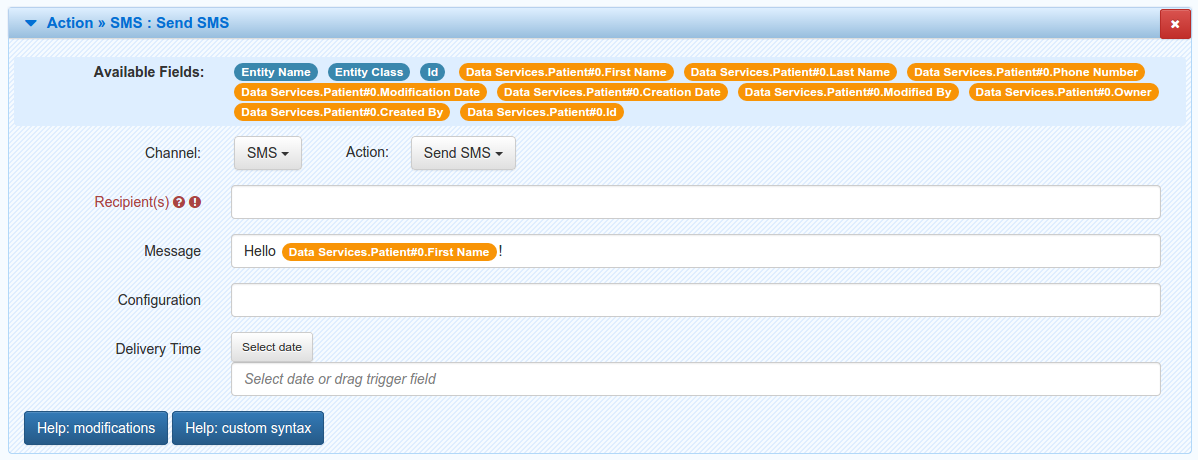 Action » SMS : Send SMS
Available Fields: Entity Name Entity Class Id Data Services.Patient#0.First Name Data Services.Patient#0.Last Name Data Services.Patient#0.Phone Number
Data Services.Patient#0.Modification Date Data Services.Patient#0.Creation Date Data Services.Patient#0.Modified By Data Services.Patient#0.Owner
Data Services.Patient#0.Created By Data Services.Patient#0.Id
Channel: SMS Action: Send SMS
Recipient(s)
Message Hello Data Services.Patient#0.First Name !
Configuration
Delivery Time Select date
Select date or drag trigger field
Help: modifications Help: custom syntax